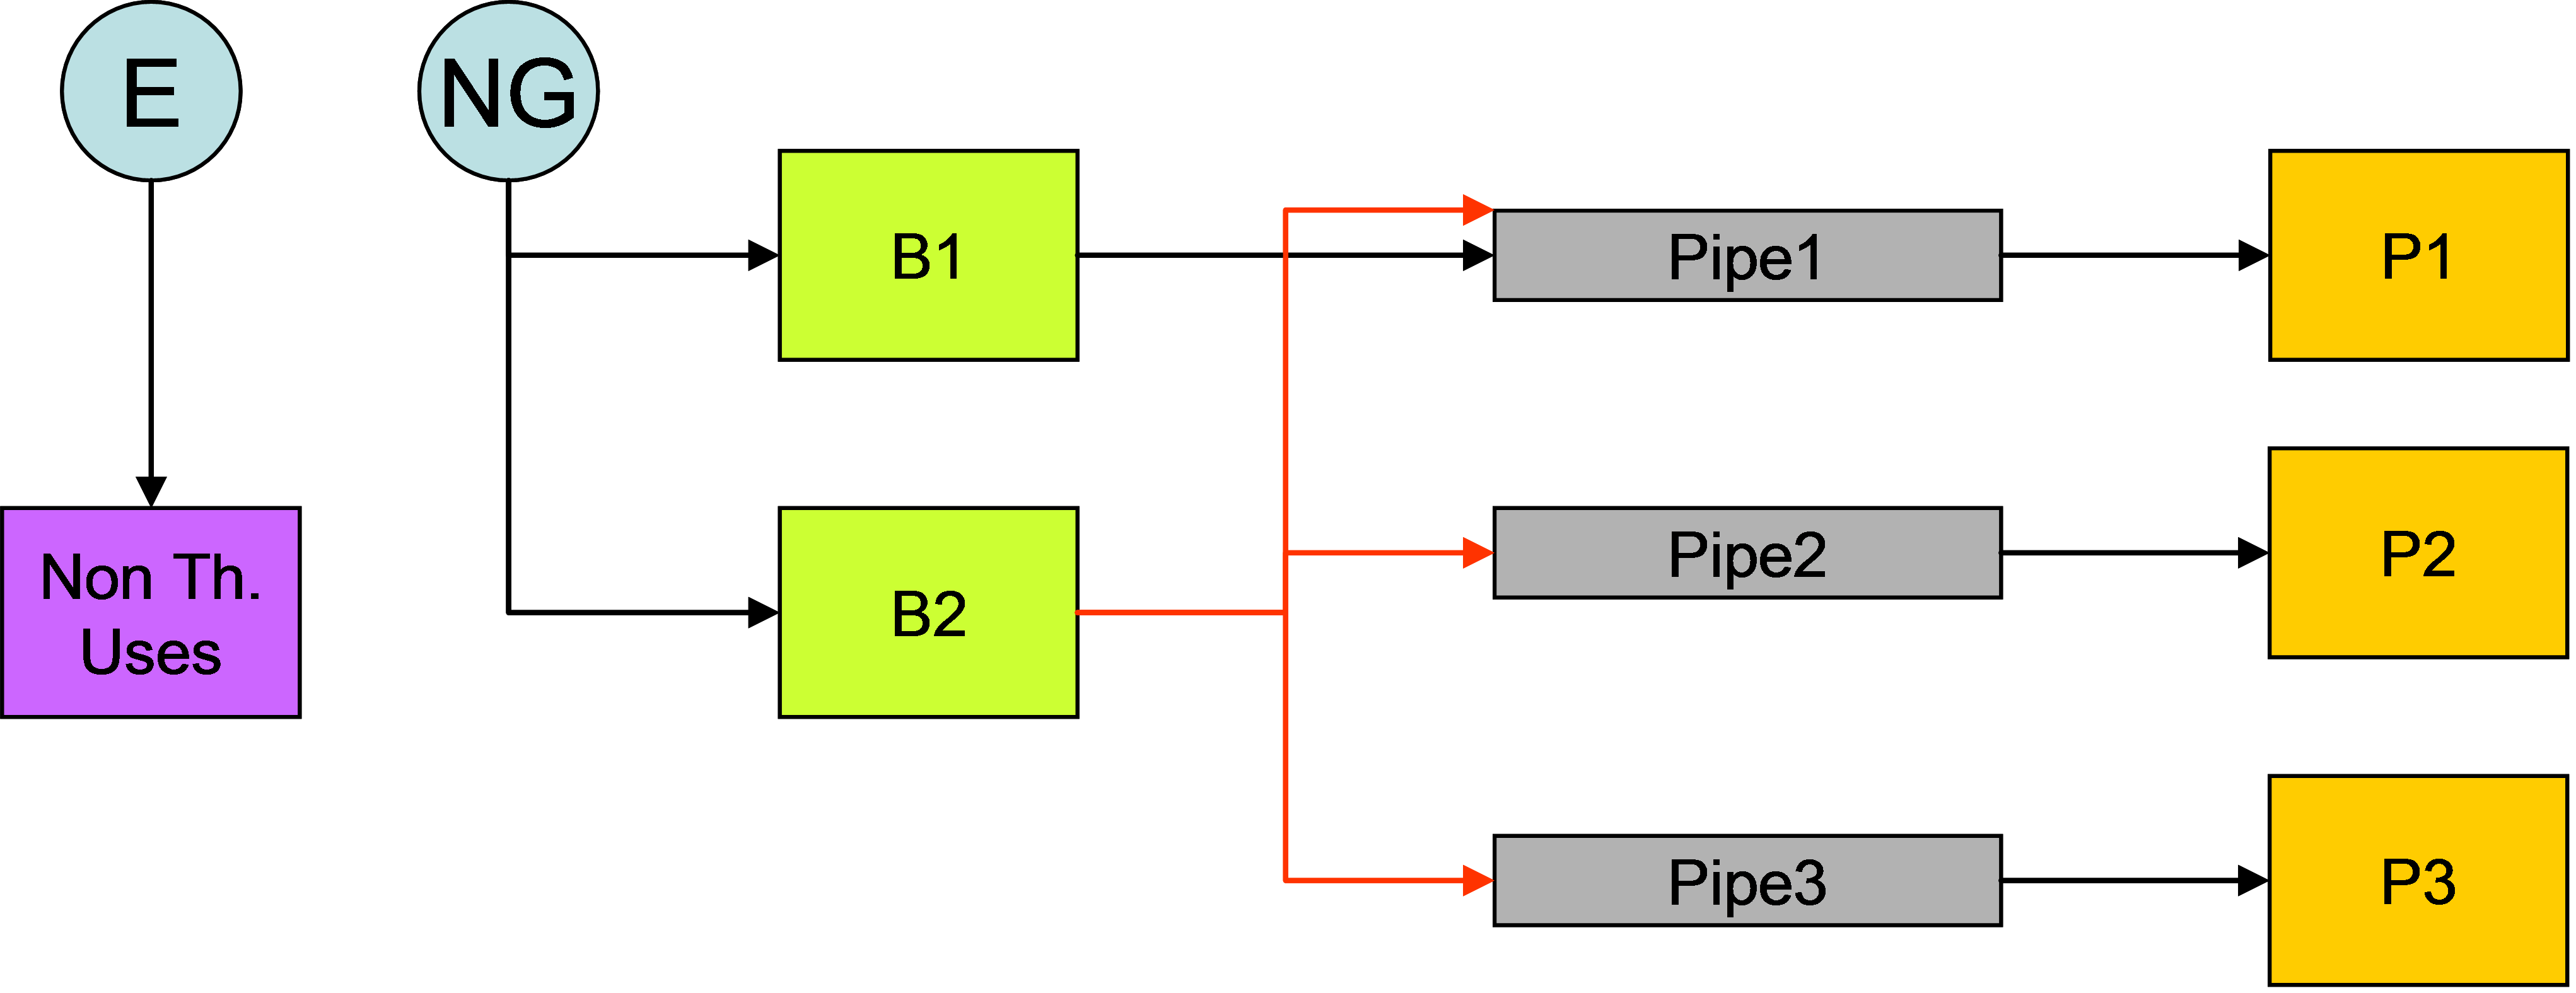 E
NG
B1
Pipe1
P1
Non Th.
Uses
B2
Pipe2
P2
Pipe3
P3